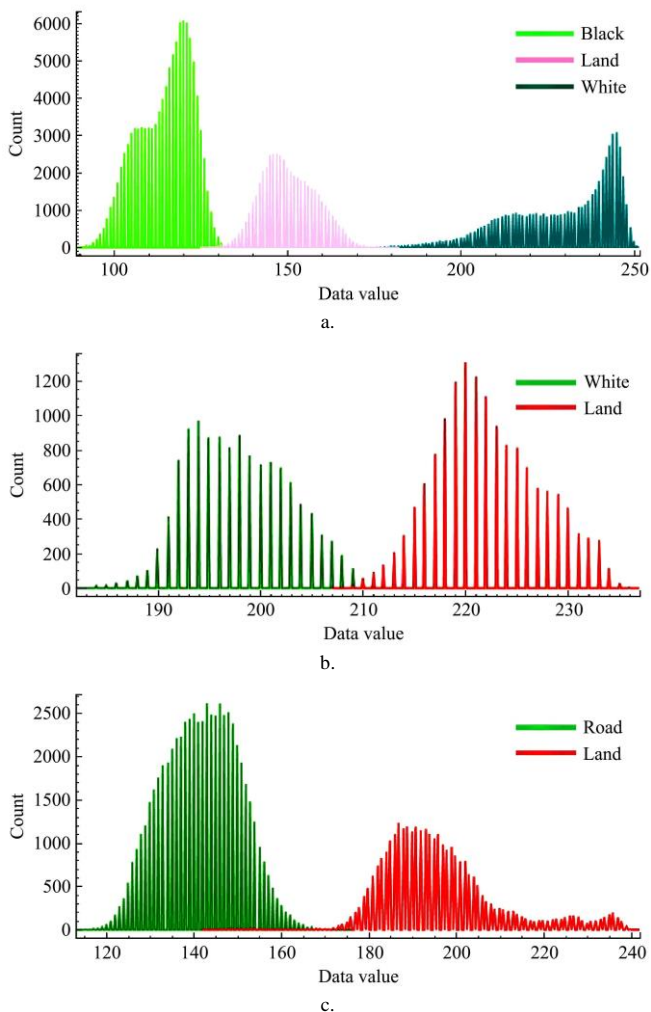 6000
5000
4000
3000
2000
1000
0
Count
Black
Land
White
100 150 200 250
Data value
a.
1200
1000
800
600
400
200
0
Count
White
Land
190 200 210 220 230
Data value
b.
2500
2000
1500
1000
500
0
Count
Road
Land
120 140 160 180 200 220 240
Data value
c.